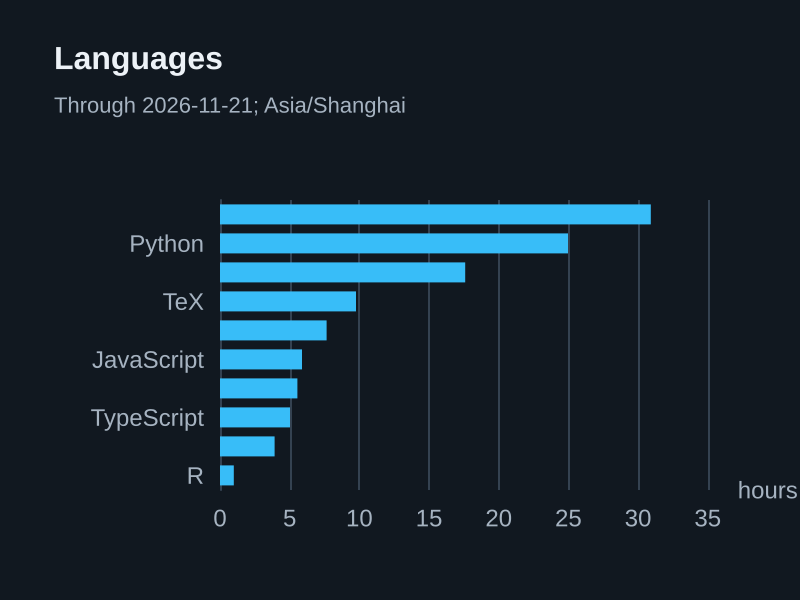 Languages
Through 2026-11-21; Asia/Shanghai
Python
TeX
JavaScript
TypeScript
R
hours
0 5 10 15 20 25 30 35